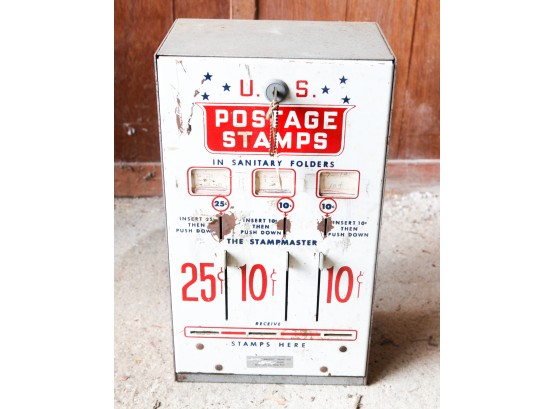 U. S.
POSTAGE
STAMPS
IN SANITARY FOLDERS
25¢ 10¢ 10¢
INSERT 25¢ INSERT 10¢ INSERT 10¢
THEN THEN THEN
PUSH DOWN PUSH DOWN PUSH DOWN
THE STAMPMASTER
25¢ 10¢ 10¢
RECEIVE
STAMPS HERE